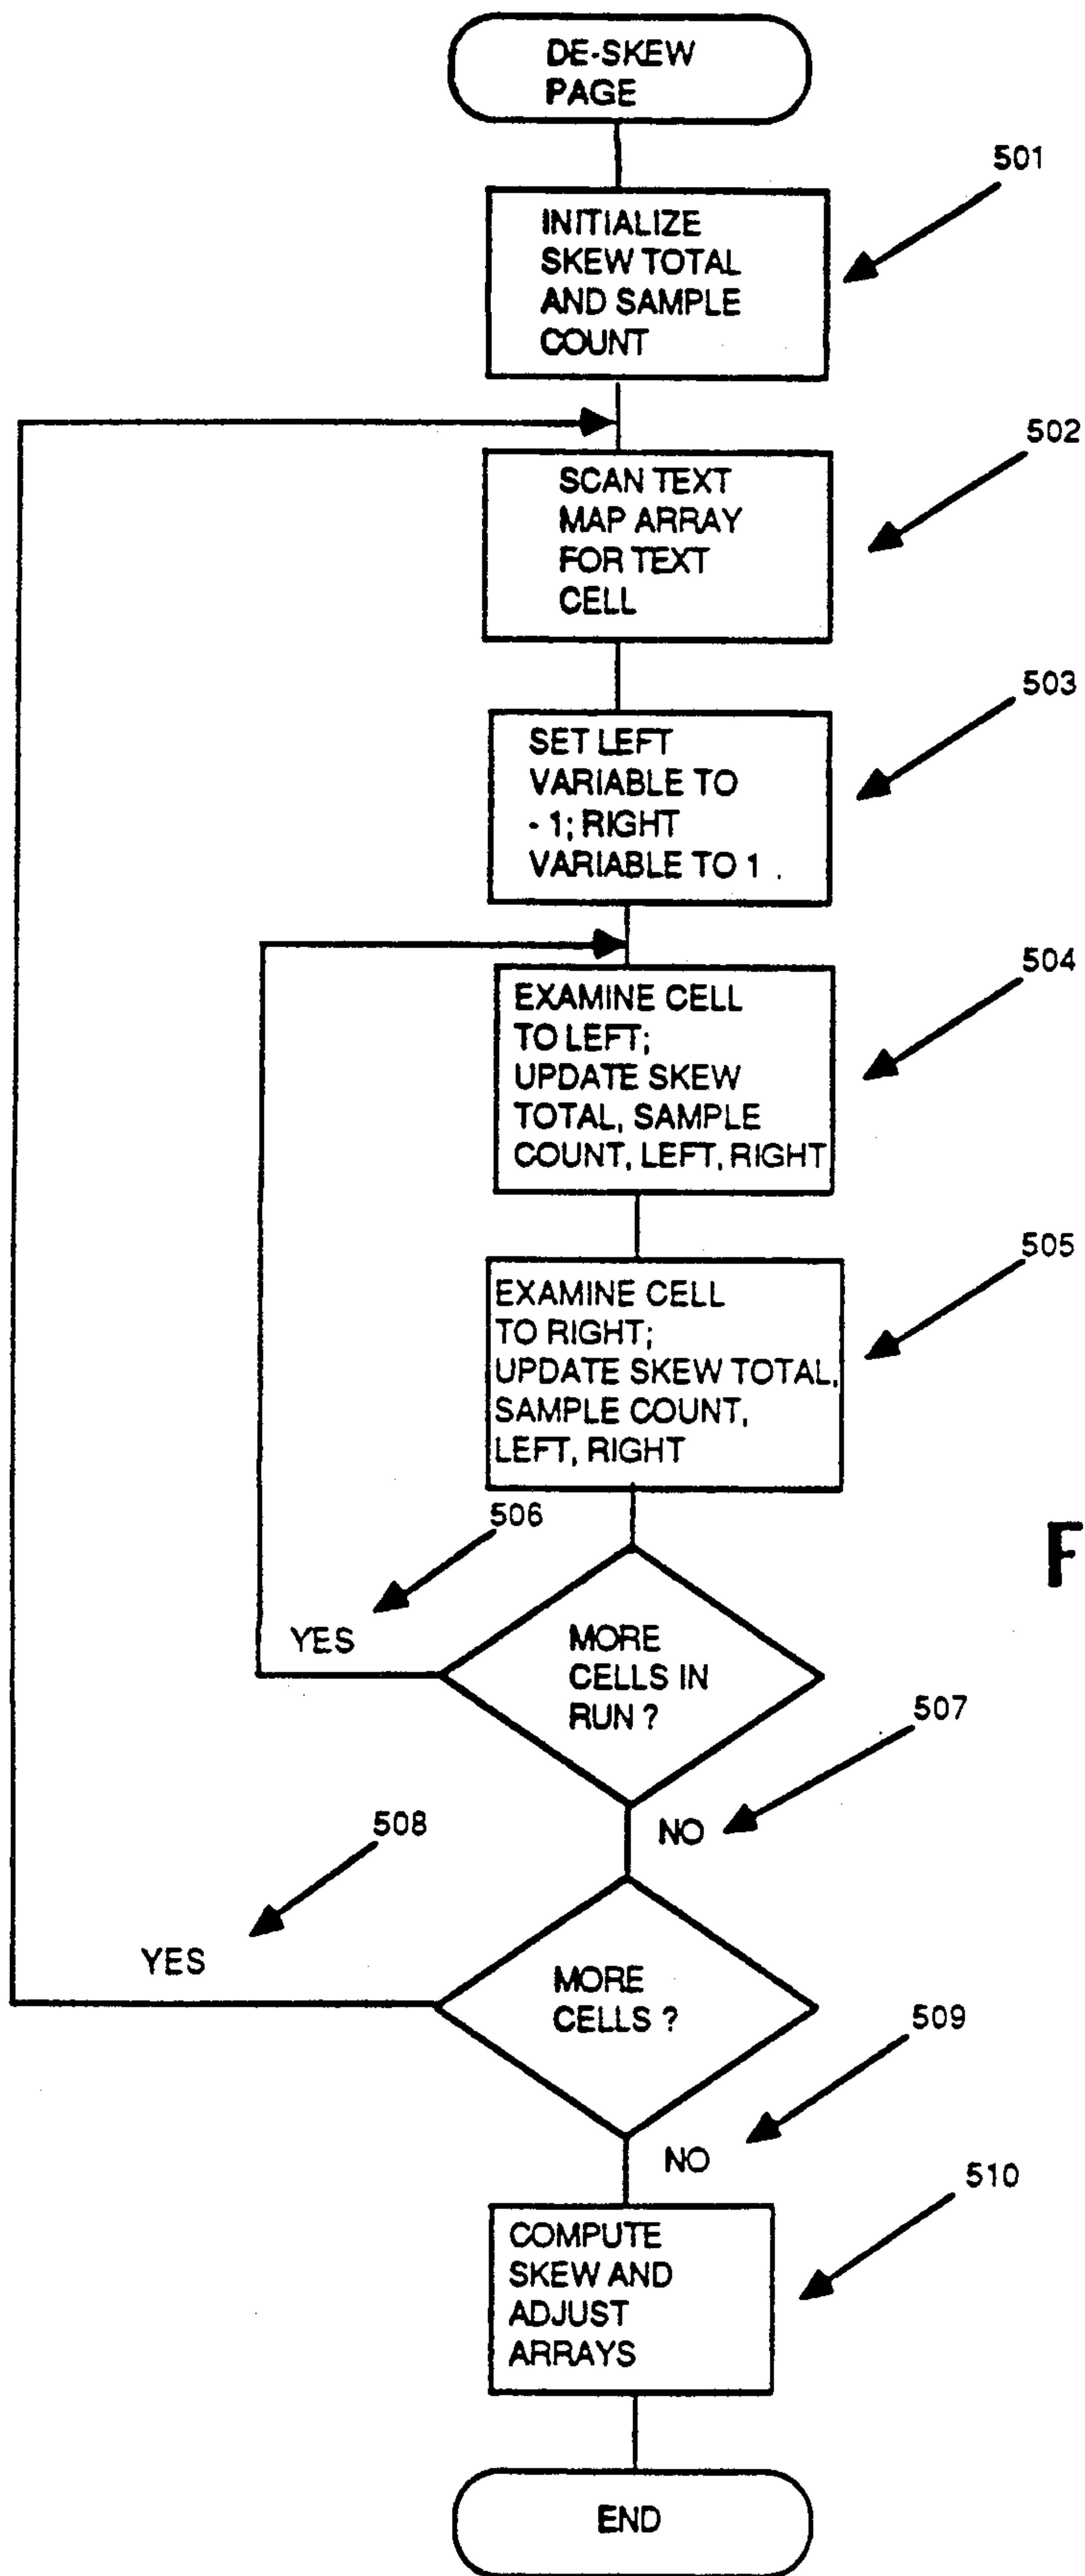 DE-SKEW
PAGE
501
INITIALIZE
SKEW TOTAL
AND SAMPLE
COUNT
502
SCAN TEXT
MAP ARRAY
FOR TEXT
CELL
503
SET LEFT
VARIABLE TO
- 1; RIGHT
VARIABLE TO 1 .
504
EXAMINE CELL
TO LEFT;
UPDATE SKEW
TOTAL, SAMPLE
COUNT, LEFT, RIGHT
505
EXAMINE CELL
TO RIGHT;
UPDATE SKEW TOTAL,
SAMPLE COUNT,
LEFT, RIGHT
506
F
YES
MORE
CELLS IN
RUN ?
507
NO
508
YES
MORE
CELLS ?
509
NO
510
COMPUTE
SKEW AND
ADJUST
ARRAYS
END